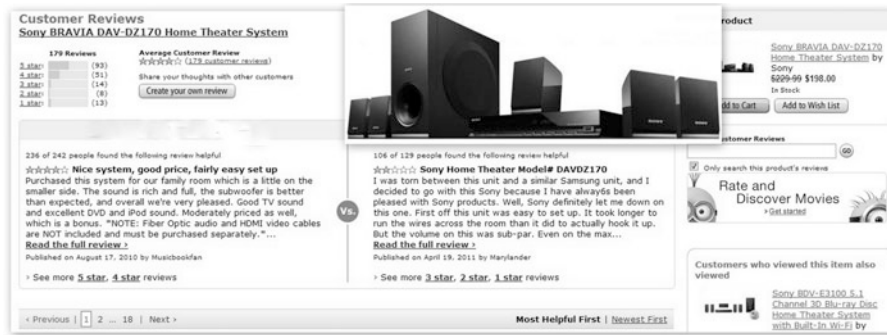 Customer Reviews
Sony BRAVIA DAV-DZ170 Home Theater System
179 Reviews
5 star: (93)
4 star: (51)
3 star: (14)
2 star: (8)
1 star: (13)
Average Customer Review
(179 customer reviews)
Share your thoughts with other customers
Create your own review
236 of 242 people found the following review helpful
Nice system, good price, fairly easy set up
Purchased this system for our family room which is a little on the
smaller side. The sound is rich and full, the subwoofer is better
than expected, and overall we're very pleased. Good TV sound
and excellent DVD and iPod sound. Moderately priced as well,
which is a bonus. "NOTE: Fiber Optic audio and HDMI video cables
are NOT included and must be purchased separately."...
Read the full review ›
Published on August 17, 2010 by Musicbookfan
› See more 5 star, 4 star reviews
Vs.
106 of 129 people found the following review helpful
Sony Home Theater Model# DAVDZ170
I was torn between this unit and a similar Samsung unit, and I
decided to go with this Sony because I have alway6s been
pleased with Sony products. Well, Sony definitely let me down on
this one. First off this unit was easy to set up. It took longer to
run the wires across the room than it did to actually hook it up.
But the volume on this was sub-par. Even on the max...
Read the full review ›
Published on April 19, 2011 by Marylander
› See more 3 star, 2 star, 1 star reviews
‹ Previous | 1 2 ... 18 | Next ›
Most Helpful First | Newest First
roduct
Sony BRAVIA DAV-DZ170
Home Theater System by
Sony
$229.99 $198.00
In Stock
dd to Cart
Add to Wish List
ustomer Reviews
GO
Only search this product's reviews
Rate and
Discover Movies
› Get started
Customers who viewed this item also
viewed
Sony BDV-E3100 5.1
Channel 3D Blu-ray Disc
Home Theater System
with Built-In Wi-Fi by